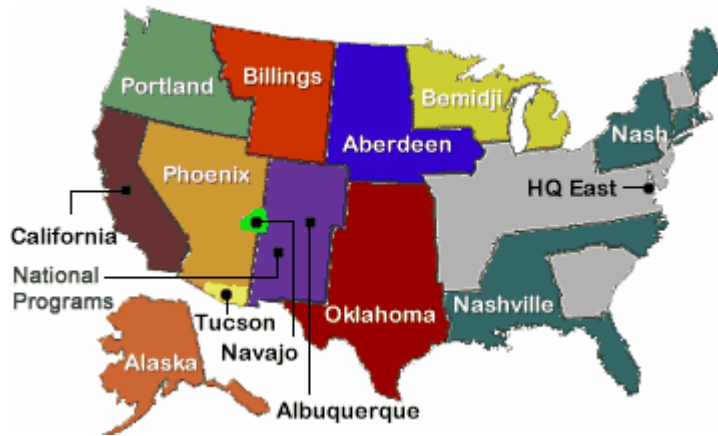 Portland
Billings
Bemidji
Nash
Aberdeen
Phoenix
HQ East
California
National
Programs
Tucson
Navajo
Oklahoma
Nashville
Alaska
Albuquerque